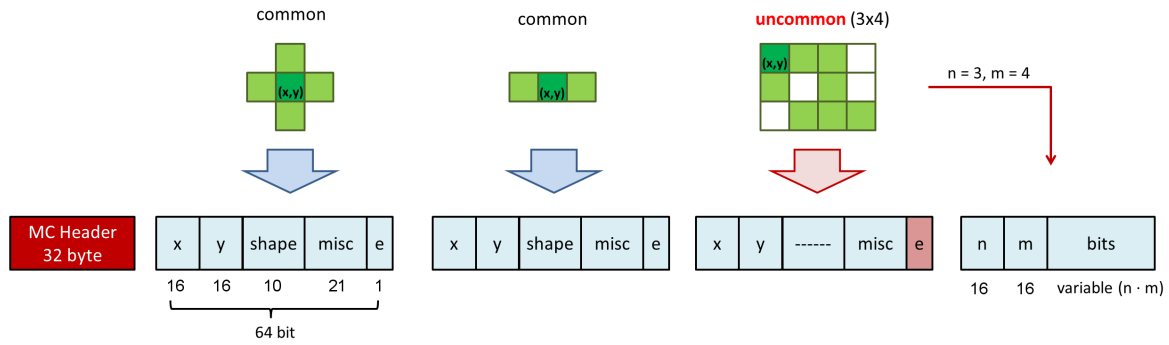 common
common
uncommon (3x4)
(x,y)
(x,y)
(x,y)
n = 3, m = 4
MC Header
32 byte
x y shape misc e
x y shape misc e
x y ------ misc e
n m bits
16 16 10 21 1
16 16 variable (n · m)
64 bit